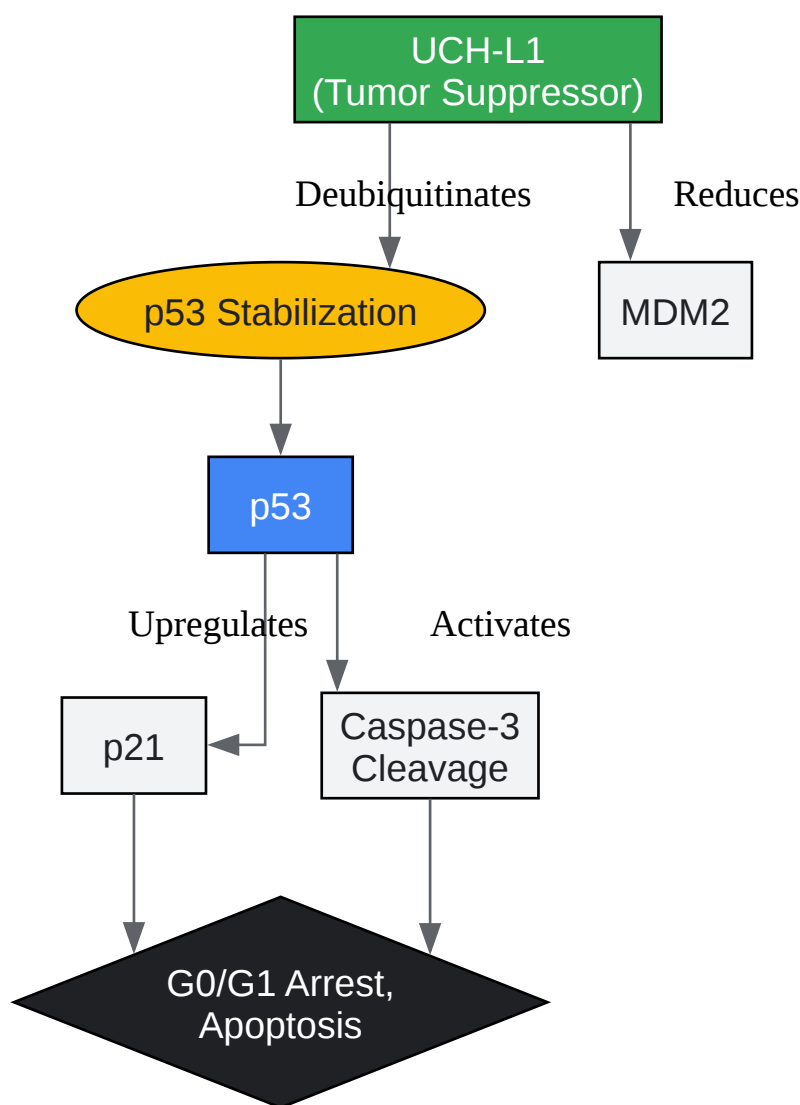 UCH-L1
(Tumor Suppressor)
Deubiquitinates
Reduces
p53 Stabilization
MDM2
p53
Upregulates
Activates
p21
Caspase-3
Cleavage
G0/G1 Arrest,
Apoptosis